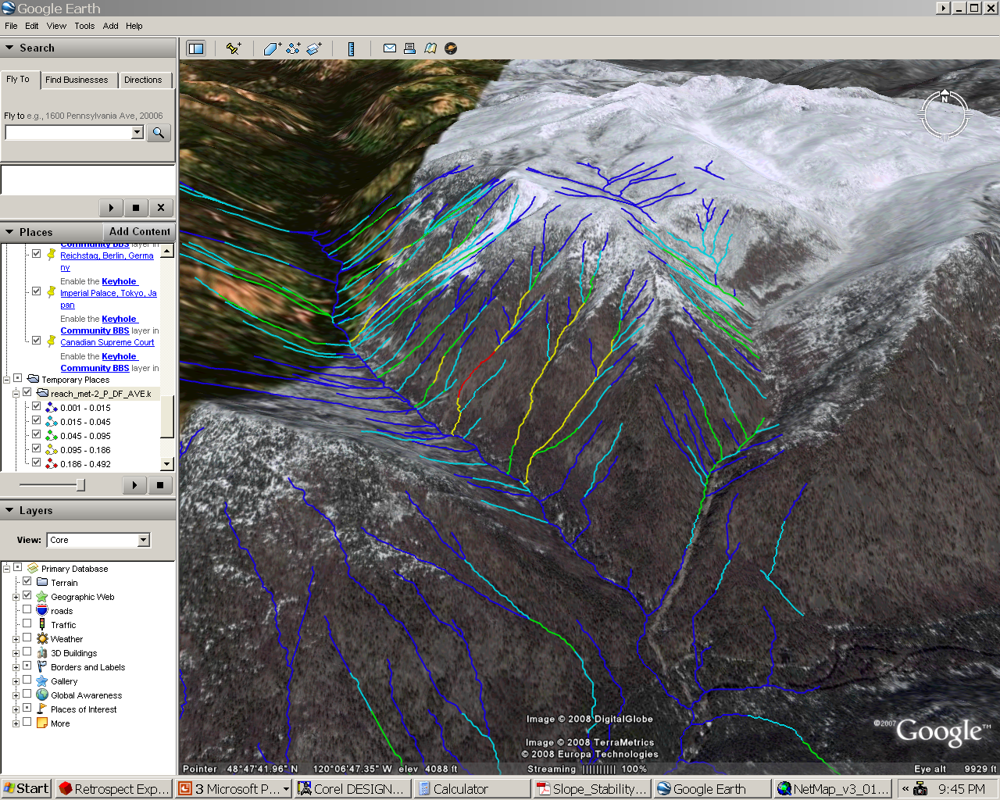 Google Earth
File Edit View Tools Add Help
Search
Fly To Find Businesses Directions
Fly to e.g., 1600 Pennsylvania Ave, 20006
Places Add Content
Community BBS layer in
Reichstag, Berlin, Germa
ny
Enable the Keyhole
Imperial Palace, Tokyo, Ja
pan
Enable the Keyhole
Community BBS layer in
Canadian Supreme Court
Enable the Keyhole
Community BBS layer in
Temporary Places
reach_met-2_P_DF_AVE.k
0.001 - 0.015
0.015 - 0.045
0.045 - 0.095
0.095 - 0.186
0.186 - 0.492
Layers
View: Core
Primary Database
Terrain
Geographic Web
roads
Traffic
Weather
3D Buildings
Borders and Labels
Gallery
Global Awareness
Places of Interest
More
N
Image © 2008 DigitalGlobe
Image © 2008 TerraMetrics
© 2008 Europa Technologies
©2007 Google™
Pointer 48°47'41.96" N 120°06'47.35" W elev 4088 ft Streaming |||||||||| 100% Eye alt 9929 ft
Start Retrospect Exp... 3 Microsoft P... Corel DESIGN... Calculator Slope_Stability... Google Earth NetMap_v3_01... « 9:45 PM